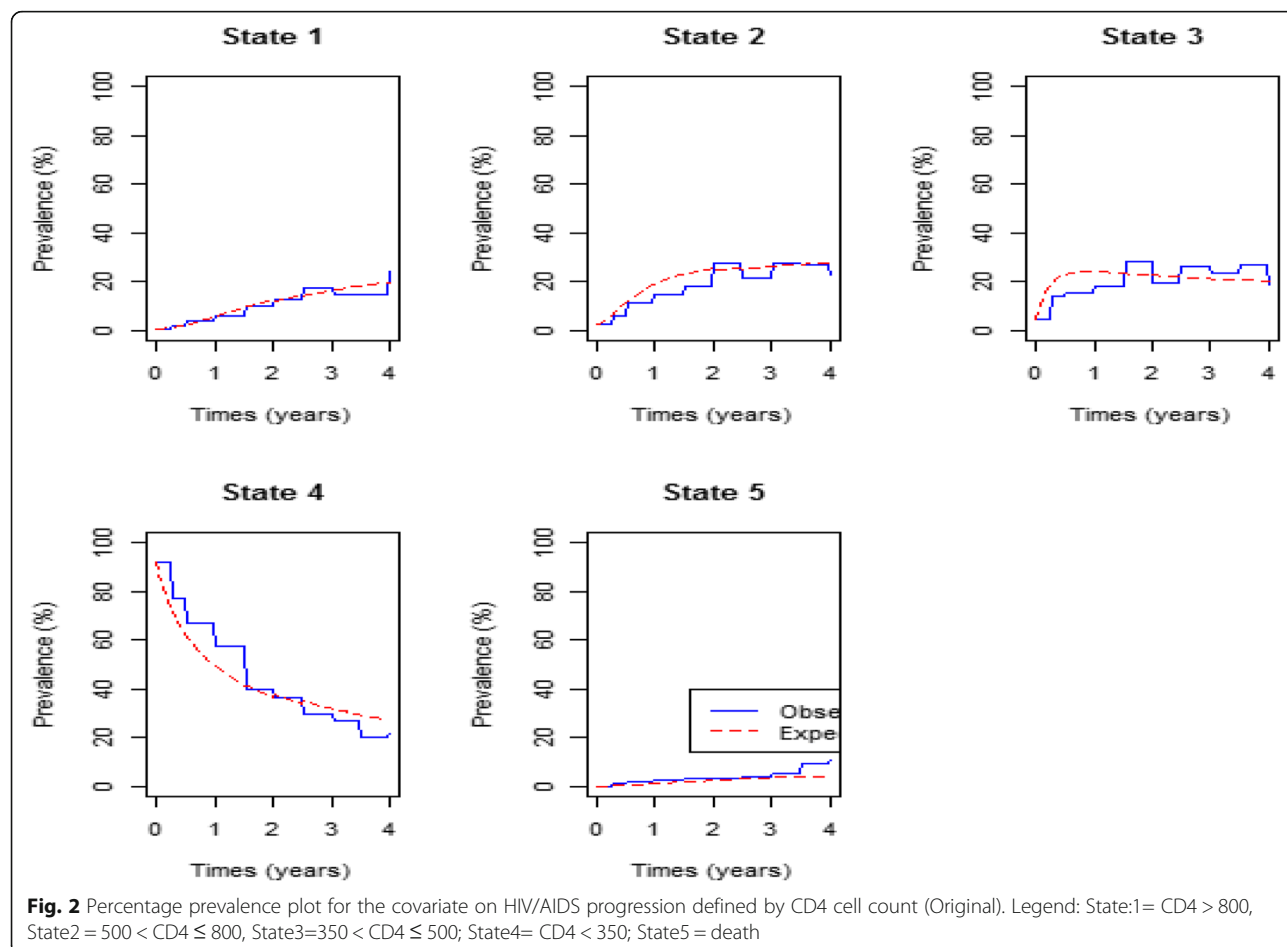 State 1
State 2
State 3
Prevalence (%)
0 20 40 60 80 100
0 1 2 3 4
Times (years)
Prevalence (%)
0 20 40 60 80 100
0 1 2 3 4
Times (years)
Prevalence (%)
0 20 40 60 80 100
0 1 2 3 4
Times (years)
State 4
State 5
Prevalence (%)
0 20 40 60 80 100
0 1 2 3 4
Times (years)
Prevalence (%)
0 20 40 60 80 100
Obse
Expe
0 1 2 3 4
Times (years)
Fig. 2 Percentage prevalence plot for the covariate on HIV/AIDS progression defined by CD4 cell count (Original). Legend: State:1= CD4 > 800,
State2 = 500 < CD4 ≤ 800, State3=350 < CD4 ≤ 500; State4= CD4 < 350; State5 = death